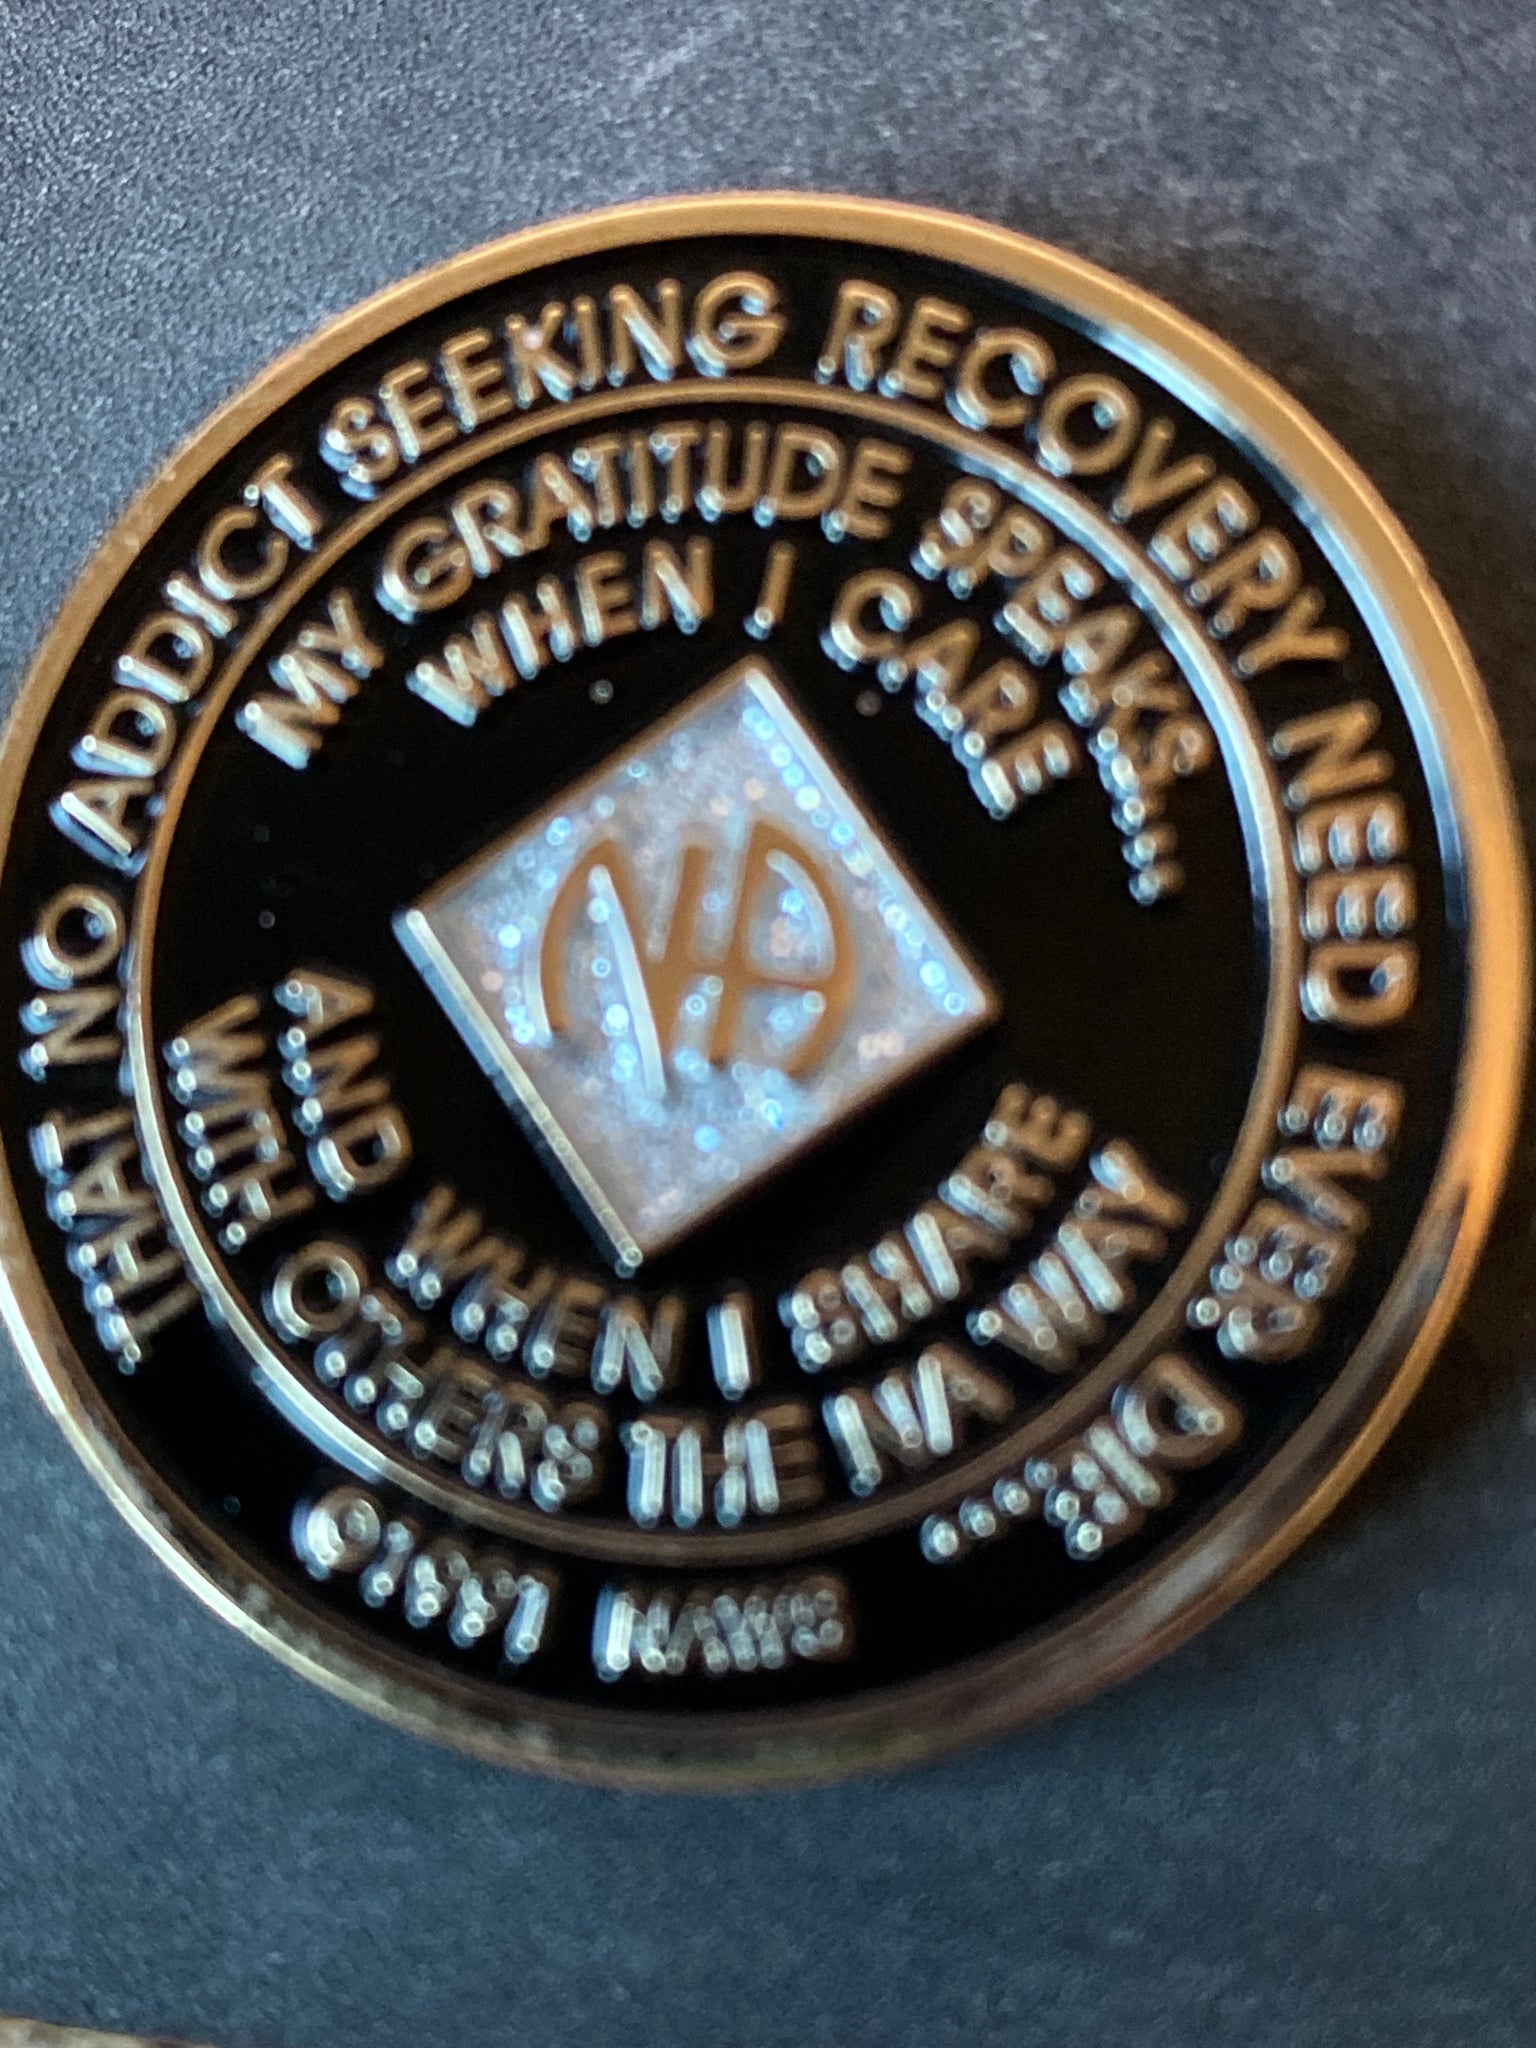 THAT NO ADDICT SEEKING RECOVERY NEED EVER DIE....
MY GRATITUDE SPEAKS......
WHEN I CARE
NA
AND WHEN I SHARE
WITH OTHERS THE NA WAY